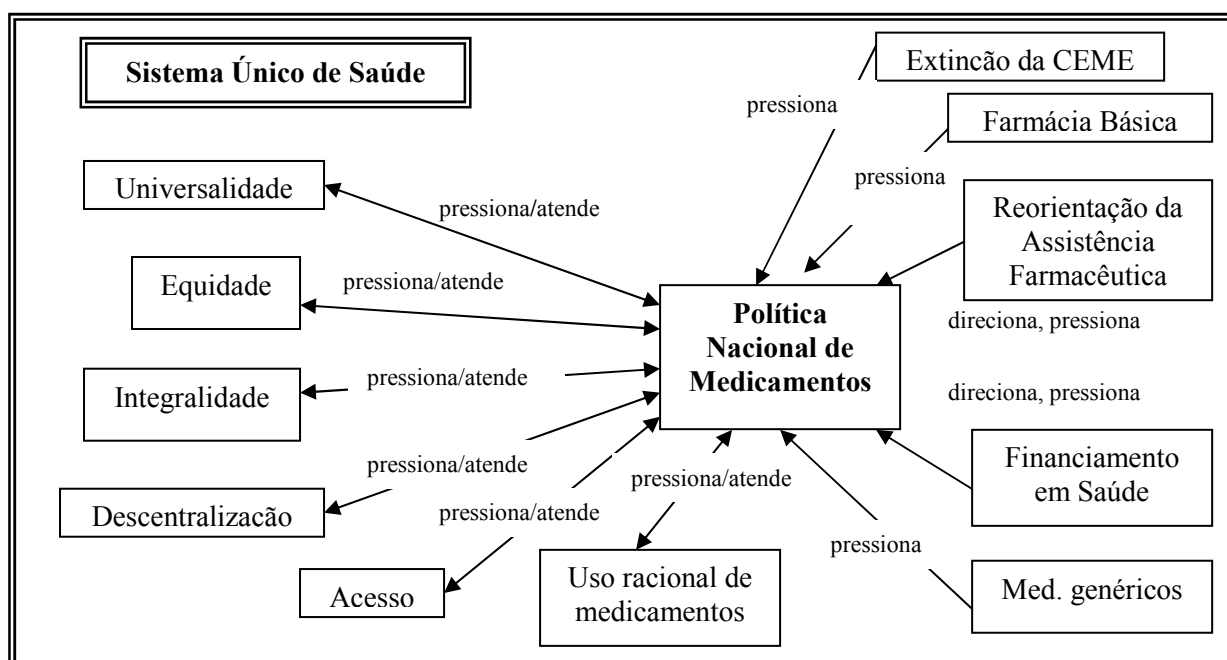 Sistema Único de Saúde
Extincão da CEME
pressiona
Farmácia Básica
pressiona
Universalidade
pressiona/atende
Reorientação da
Assistência
Farmacêutica
Equidade
pressiona/atende
Política
Nacional de
Medicamentos
direciona, pressiona
Integralidade
pressiona/atende
direciona, pressiona
Financiamento
em Saúde
pressiona/atende
pressiona/atende
Descentralizacão
pressiona/atende
pressiona
Uso racional de
medicamentos
Acesso
Med. genéricos